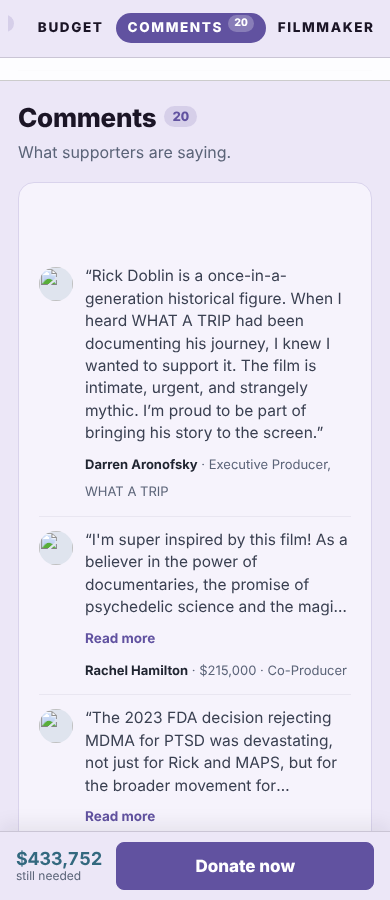 BUDGET COMMENTS 20 FILMMAKER
Comments 20
What supporters are saying.
“Rick Doblin is a once-in-a-
generation historical figure. When I
heard WHAT A TRIP had been
documenting his journey, I knew I
wanted to support it. The film is
intimate, urgent, and strangely
mythic. I’m proud to be part of
bringing his story to the screen.”
Darren Aronofsky · Executive Producer,
WHAT A TRIP
“I'm super inspired by this film! As a
believer in the power of
documentaries, the promise of
psychedelic science and the magi…
Read more
Rachel Hamilton · $215,000 · Co-Producer
“The 2023 FDA decision rejecting
MDMA for PTSD was devastating,
not just for Rick and MAPS, but for
the broader movement for…
Read more
$433,752
still needed
Donate now